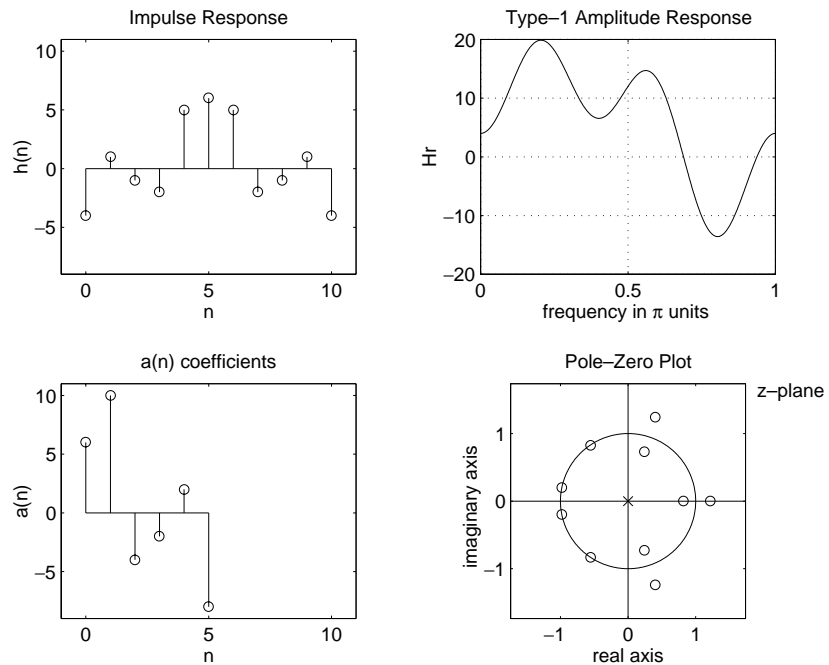 Impulse Response
10
5
0
−5
h(n)
0
5
10
n
Type−1 Amplitude Response
20
10
0
−10
−20
Hr
0
0.5
1
frequency in π units
a(n) coefficients
10
5
0
−5
a(n)
0
5
10
n
Pole−Zero Plot
z−plane
1
0
−1
imaginary axis
−1
0
1
real axis